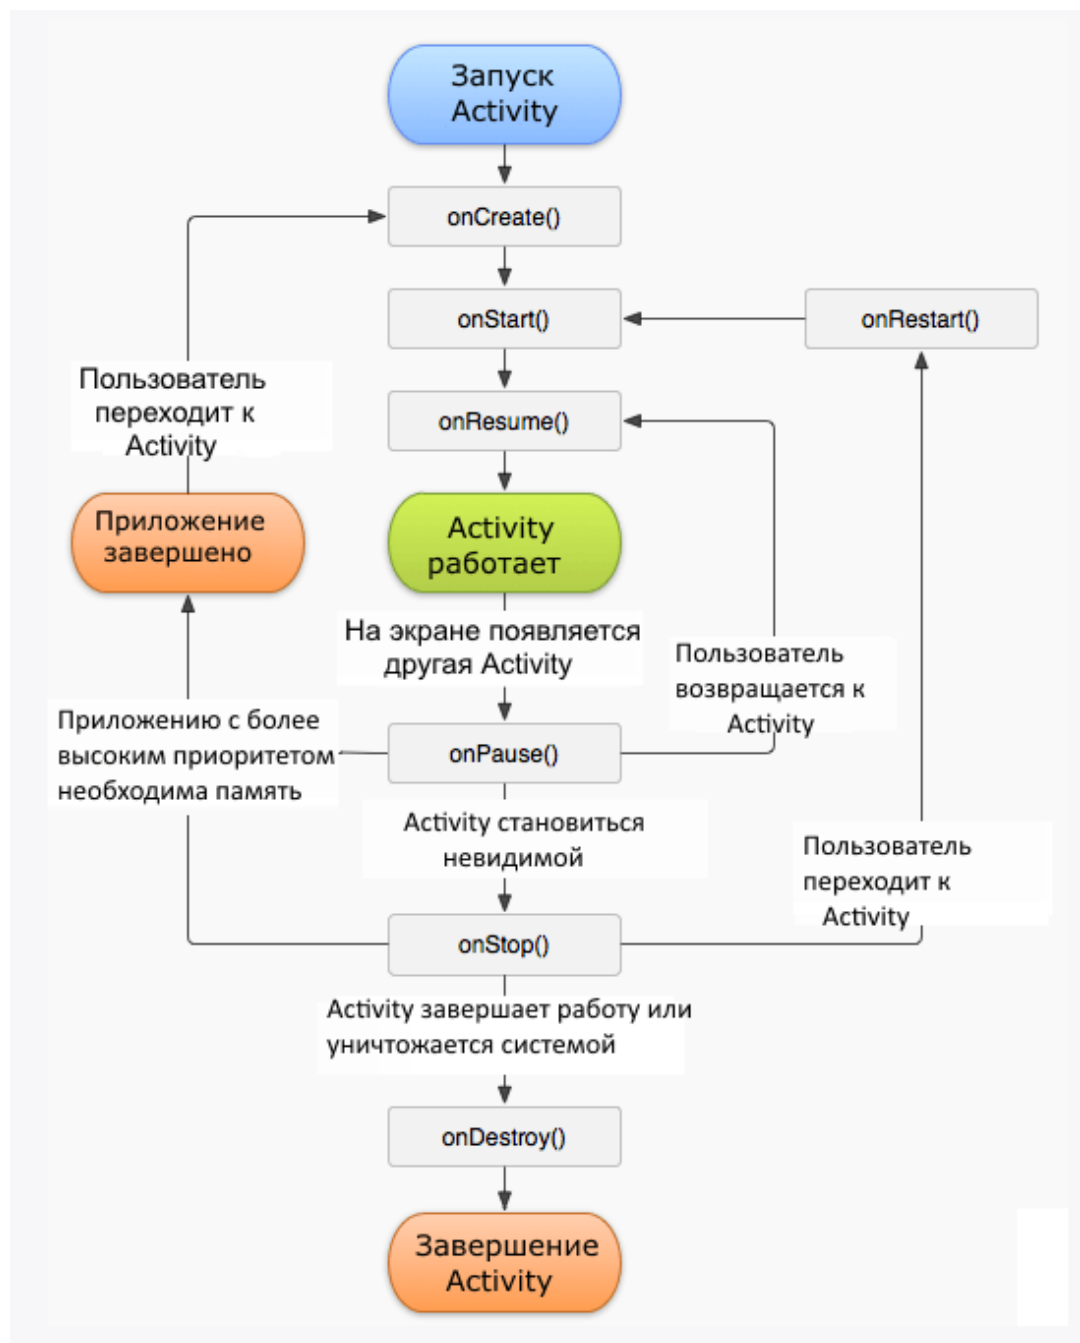 Запуск
Activity
onCreate()
onStart()
onRestart()
Пользователь
переходит к
Activity
onResume()
Приложение
завершено
Activity
работает
На экране появляется
другая Activity
Пользователь
возвращается к
Activity
Приложению с более
высоким приоритетом
необходима память
onPause()
Activity становиться
невидимой
Пользователь
переходит к
Activity
onStop()
Activity завершает работу или
уничтожается системой
onDestroy()
Завершение
Activity